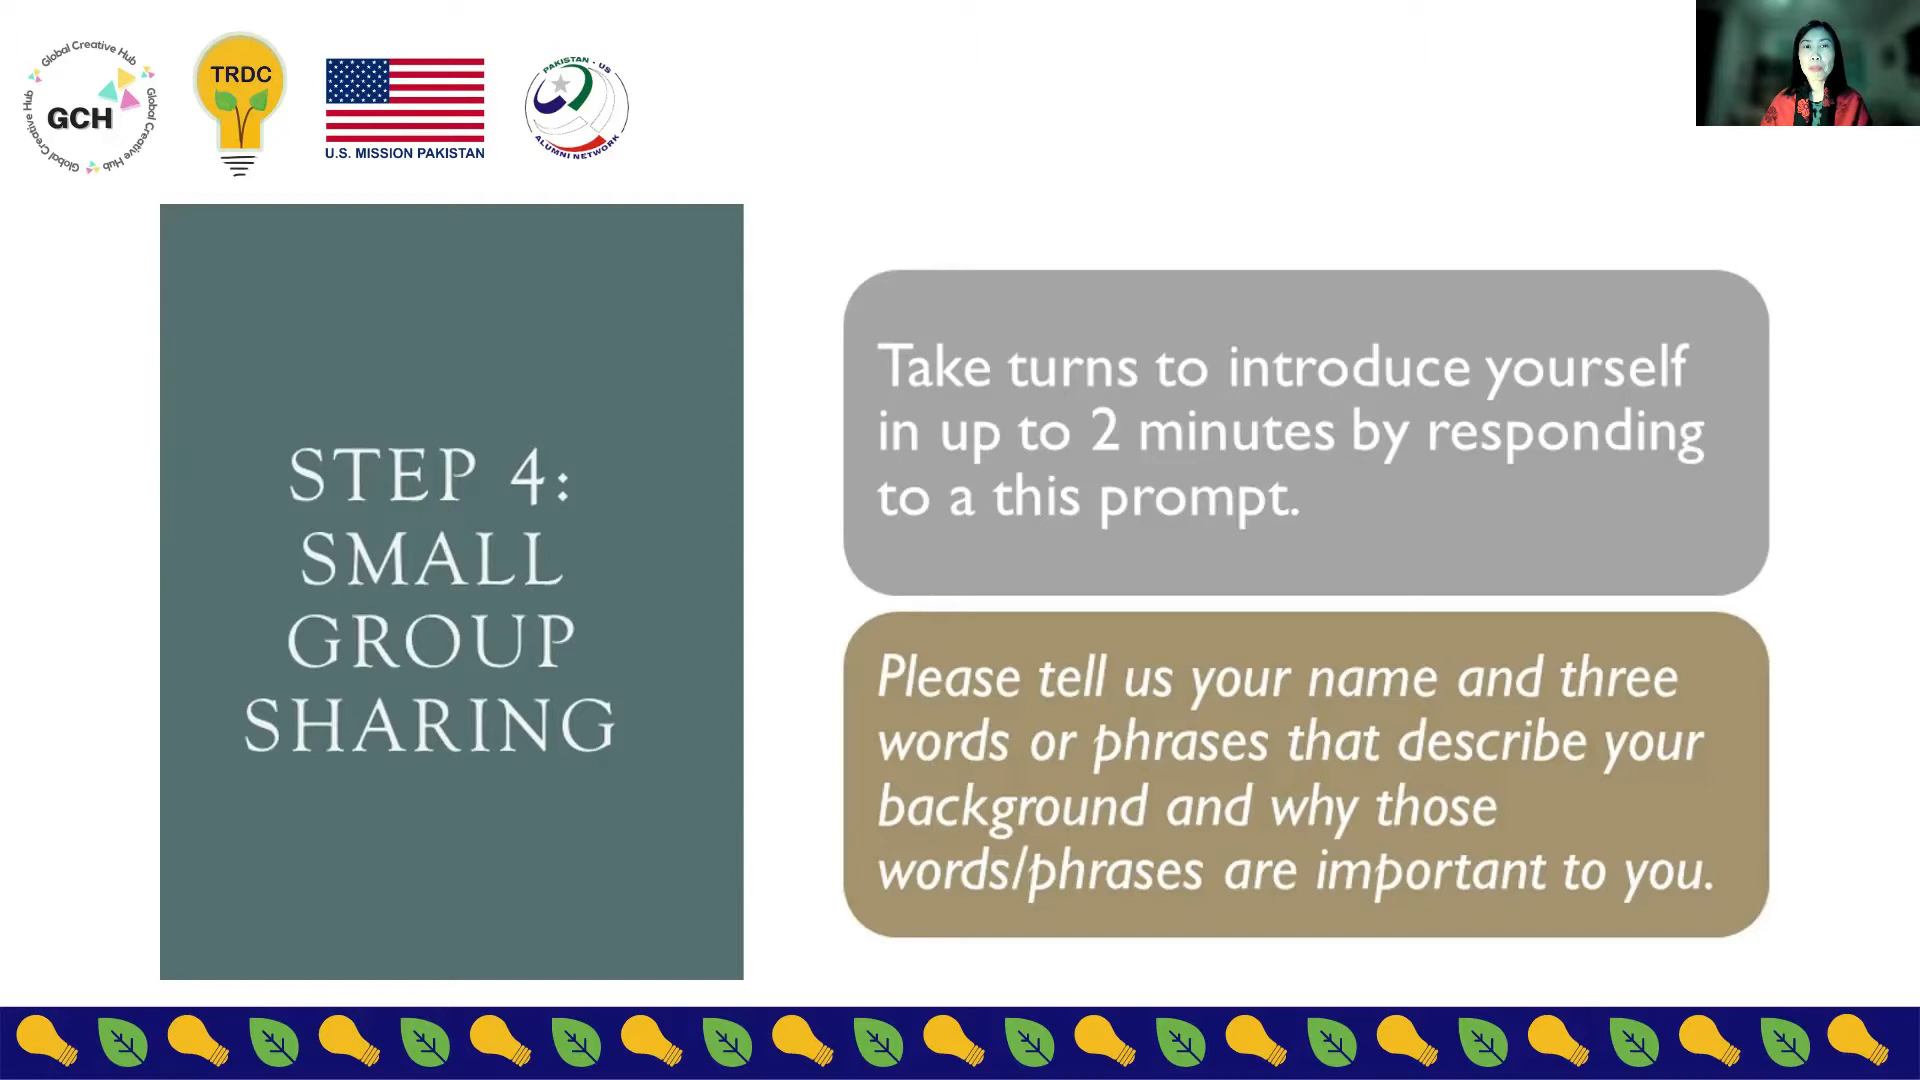 Global Creative Hub
Global Creative Hub
Global Creative Hub
Global Creative Hub
GCH
TRDC
U.S. MISSION PAKISTAN
PAKISTAN - US
ALUMNI NETWORK
STEP 4:
SMALL
GROUP
SHARING
Take turns to introduce yourself
in up to 2 minutes by responding
to a this prompt.
Please tell us your name and three
words or phrases that describe your
background and why those
words/phrases are important to you.